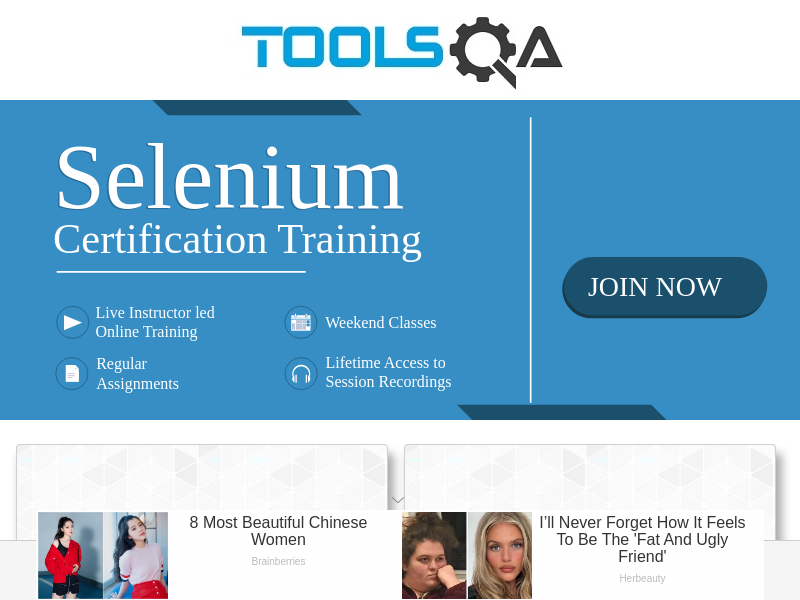 TOOLSQA
Selenium
Certification Training
JOIN NOW
Live Instructor led
Online Training
Weekend Classes
Regular
Assignments
Lifetime Access to
Session Recordings
8 Most Beautiful Chinese
Women
Brainberries
I’ll Never Forget How It Feels
To Be The 'Fat And Ugly
Friend'
Herbeauty